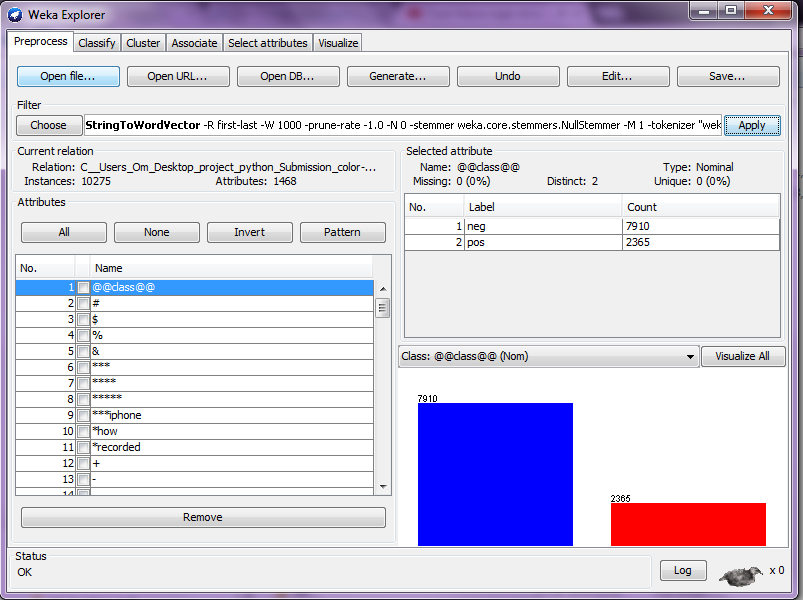 Weka Explorer
Preprocess Classify Cluster Associate Select attributes Visualize
Open file... Open URL... Open DB... Generate... Undo Edit... Save...
Filter
Choose StringToWordVector -R first-last -W 1000 -prune-rate -1.0 -N 0 -stemmer weka.core.stemmers.NullStemmer -M 1 -tokenizer "wek Apply
Current relation
Relation: C__Users_Om_Desktop_project_python_Submission_color-...
Instances: 10275 Attributes: 1468
Attributes
All None Invert Pattern
No. Name
1 @@class@@
2 #
3 $
4 %
5 &
6 ***
7 ****
8 *****
9 ***iphone
10 *how
11 *recorded
12 +
13 -
14
Remove
Selected attribute
Name: @@class@@ Type: Nominal
Missing: 0 (0%) Distinct: 2 Unique: 0 (0%)
No. Label Count
1 neg 7910
2 pos 2365
Class: @@class@@ (Nom) Visualize All
7910
2365
Status
OK
Log x 0